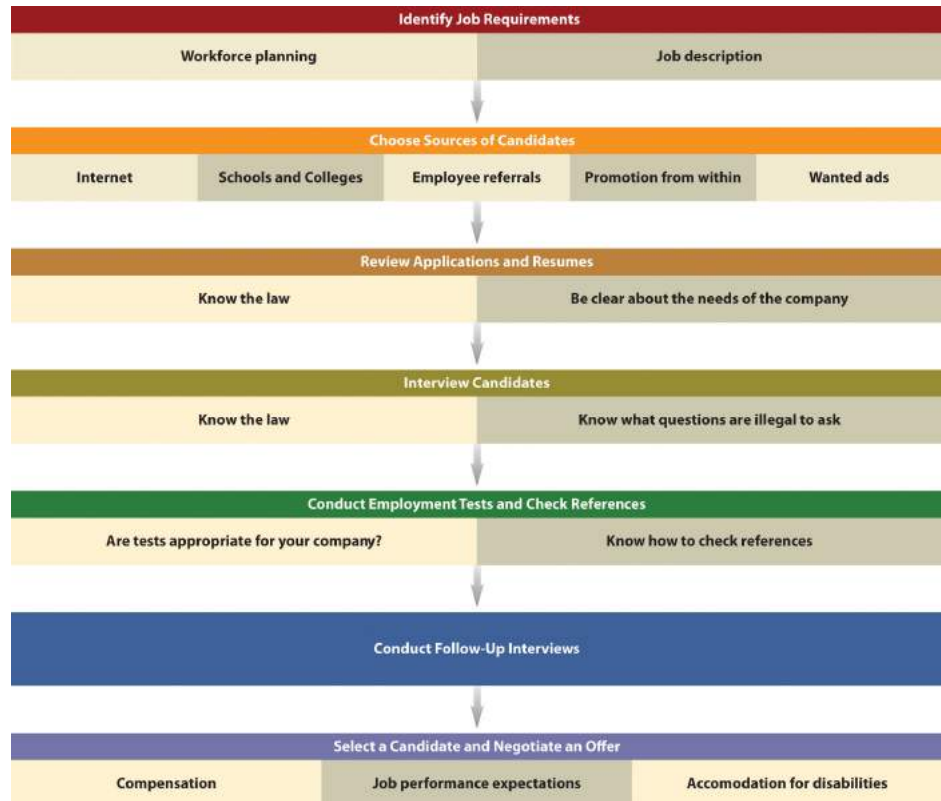 Identify Job Requirements
Workforce planning
Job description
Choose Sources of Candidates
Internet
Schools and Colleges
Employee referrals
Promotion from within
Wanted ads
Review Applications and Resumes
Know the law
Be clear about the needs of the company
Interview Candidates
Know the law
Know what questions are illegal to ask
Conduct Employment Tests and Check References
Are tests appropriate for your company?
Know how to check references
Conduct Follow-Up Interviews
Select a Candidate and Negotiate an Offer
Compensation
Job performance expectations
Accomodation for disabilities